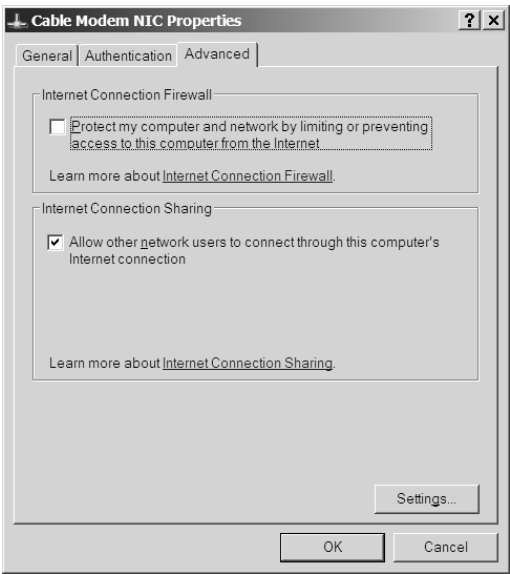 Cable Modem NIC Properties
General Authentication Advanced
Internet Connection Firewall
Protect my computer and network by limiting or preventing
access to this computer from the Internet
Learn more about Internet Connection Firewall.
Internet Connection Sharing
Allow other network users to connect through this computer's
Internet connection
Learn more about Internet Connection Sharing.
Settings...
OK Cancel